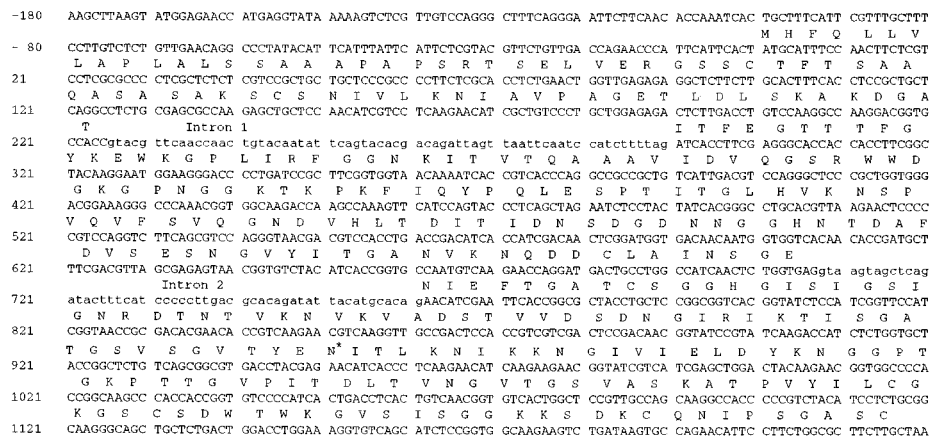 -180 AAGCTTAAGT ATGGAGAACC ATGAGGTATA AAAAGTCTCG TTGTCCAGGG CTTTCAGGGA ATTCTTCAAC ACACCAAATCAC TGCTTTCATT CGTTTGCTTT
M H F Q L L V
- 80 CCTTGTCTCT GTTGAACAGG CCCTATACATT TCATTTATTC ATTCTCGTAC GTTCTGTTGA CCAGAACCCA TTCATTCACT ATGCATTTCC AACTTCTCGT
L A P L A L S S A A A P A P S R T S E L V E R G S S C T F T S A A
21 CCTCGCGCCC CTCGCTCTCT CGTCCGCTGC TGCTCCCGCC CCTTCTCGCA CCTCTGAACT GGTTGAGAGA GGCTCTTCTT GCACTTTCAC CTCCGCTGCT
Q A S A S A K S C S N I V L K N I A V P A G E T L D L S K A K D G A
121 CAGGCCTCTG CGAGCGCCAA GAGCTGCTCC AACATCGTCC TCAAGAACAT CGCTGTCCCT GCTGGAGAGA CTCTTGACCT GTCCAAGGCC AAGGACGGTG
T Intron 1 I T F E G T T T F G
221 CCACCgtacg ttcaaccaac tgtacaatat ttcagtacacg acagattagt taattcaatc catcttttag ATCACCTTCG AGGGCACCAC CACCTTCGGC
Y K E W K G P L I R F G G N K I T V T Q A A A V I D V Q G S R W W D
321 TACAAGGAAT GGAAGGGACC CCTGATCCGC TTCGGTGGTA ACAAAATCAC CGTCACCCAG GCCGCCGCTG TCATTGACGT CCAGGGCTCC CGCTGGTGGG
G K G P N G G K T K P K F I Q Y P Q L E S P T I T G L H V K N S P
421 ACGGAAAGGG CCCAAACGGT GGCAAGACCA AGCCAAAGTT CATCCAGTAC CCTCAGCTAG AATCTCCTAC TATCACGGGC CTGCACGTTA AGAACTCCCC
V Q V F S V Q G N D V H L T D I T I D N S D G D N N G G H N T D A F
521 CGTCCAGGTC TTCAGCGTCC AGGGTAACGA CGTCCACCTG ACCGACATCA CCATCGACAA CTCGGATGGT GACAACAATG GTGGTCACAA CACCGATGCT
D V S E S N G V Y I T G A N V K N Q D D C L A I N S G E
621 TTCGACGTTA GCGAGAGTAA CGGTGTCTAC ATCACCGGTG CCAATGTCAA GAACCAGGAT GACTGCCTGG CCATCAACTC TGGTGAGgta aagtagctcag
Intron 2 N I E F T G A T C S G G H G I S I G S I
721 atactttcat cccccttgac gcacagatat tacatgcacag GAACATCGAA TTCACCGGCG CTACCTGCTC CGGCGGTCAC GGTATCTCCA TCGGTTCCAT
G N R D T N T V K N V K V A D S T V V D S D N G I R I K T I S G A
821 CGGTAACCGC GACACGAACA CCGTCAAGAA CGTCAAGGTT GCCGACTCCA CCGTCGTCGA CTCCGACAAC GGTATCCGTA TCAAGACCAT CTCTGGTGCT
T G S V S G V T Y E N* I T L K N I K K N G I V I E L D Y K N G G P T
921 ACCGGCTCTG TCAGCGGCGT GACCTACGAG AACATCACCC TCAAGAACAT CAAGAAGAAC GGTATCGTCA TCGAGCTGGA CTACAAGAAC GGTGGCCCCA
G K P T T G V P I T D L T V N G V T G S V A S K A T P V Y I L C G
1021 CCGGCAAGCC CACCACCGGT GTCCCCATCA CTGACCTCAC TGTCAACGGT GTCACTGGCT CCGTTGCCAG CAAGGCCACC CCCGTCTACA TCCTCTGCGG
K G S C S D W T W K G V S I S G G K K S D K C Q N I P S G A S C
1121 CAAGGGCAGC TGCTCTGACT GGACCTGGAA AGGTGTCAGC ATCTCCGGTG GCAAGAAGTC TGATAAGTGC CAGAACATTC CTTCTGGCGC TTCTTGCTAA